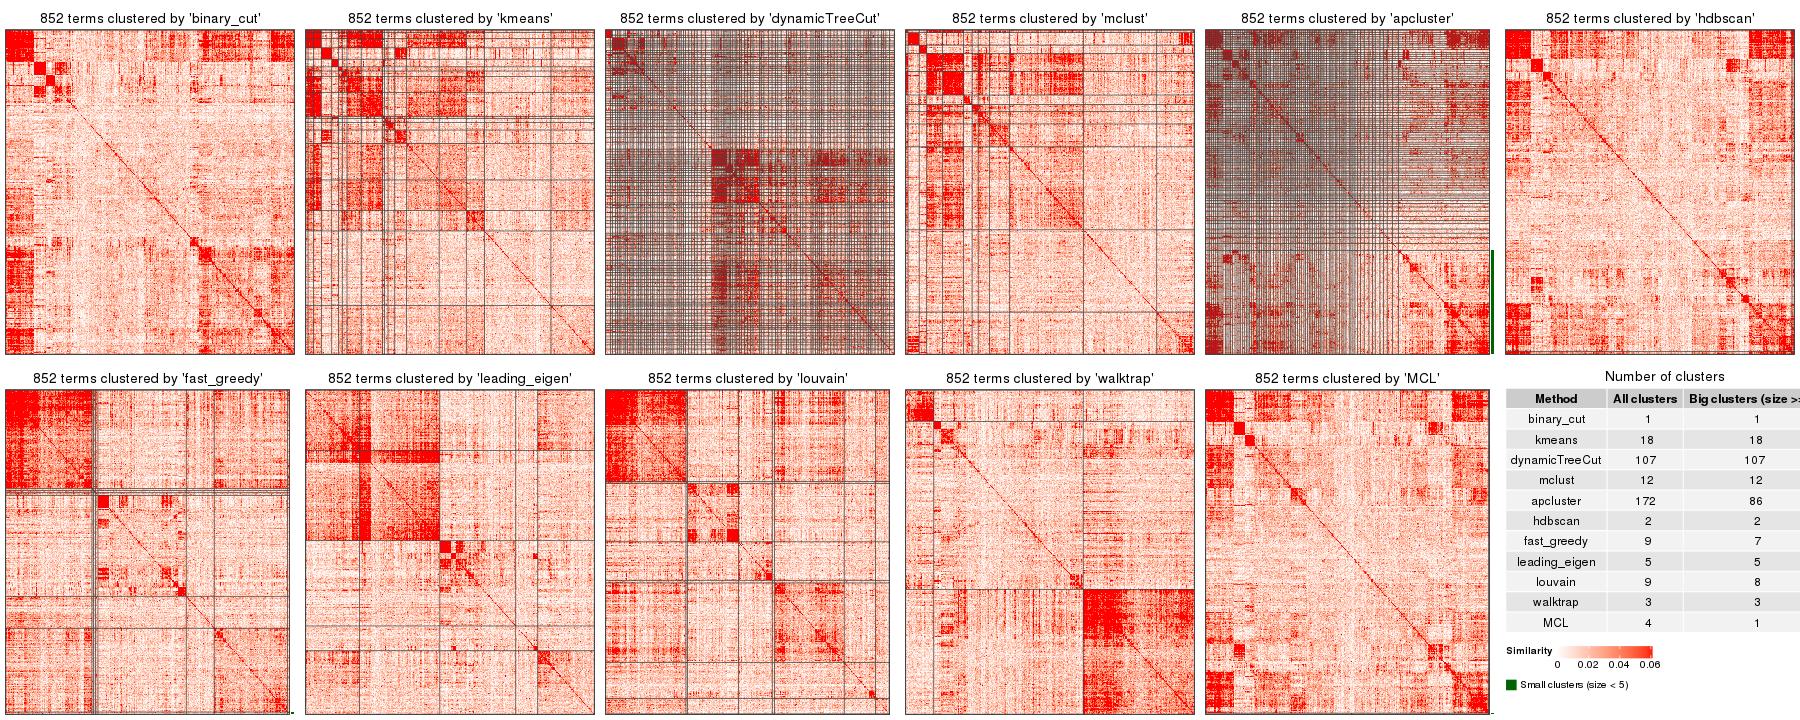 852 terms clustered by 'binary_cut'
852 terms clustered by 'kmeans'
852 terms clustered by 'dynamicTreeCut'
852 terms clustered by 'mclust'
852 terms clustered by 'apcluster'
852 terms clustered by 'hdbscan'
852 terms clustered by 'fast_greedy'
852 terms clustered by 'leading_eigen'
852 terms clustered by 'louvain'
852 terms clustered by 'walktrap'
852 terms clustered by 'MCL'
Number of clusters
Method All clusters Big clusters (size >
binary_cut 1 1
kmeans 18 18
dynamicTreeCut 107 107
mclust 12 12
apcluster 172 86
hdbscan 2 2
fast_greedy 9 7
leading_eigen 5 5
louvain 9 8
walktrap 3 3
MCL 4 1
Similarity
0 0.02 0.04 0.06
Small clusters (size < 5)